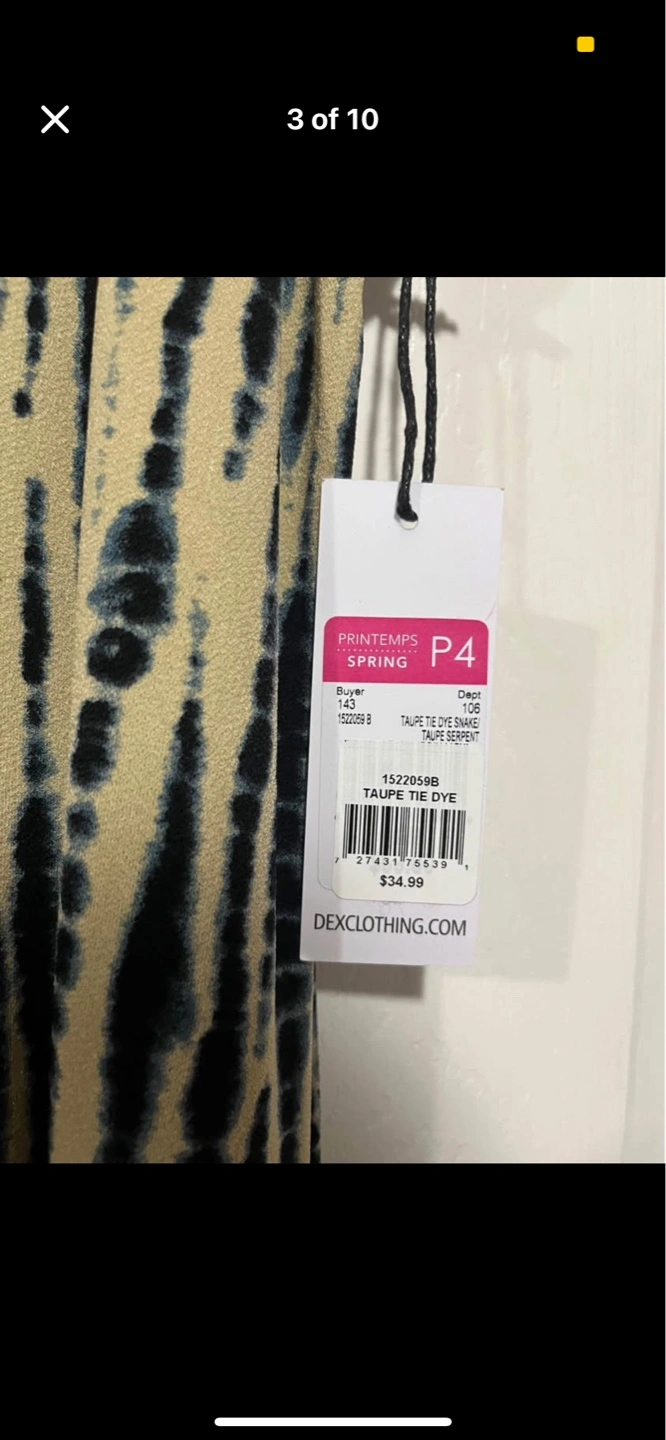 3 of 10
PRINTEMPS
SPRING
P4
Buyer
Dept
143
106
1522059 B
TAUPE TIE DYE SNAKE/
TAUPE SERPENT
1522059B
TAUPE TIE DYE
7 27431 75539 1
$34.99
DEXCLOTHING.COM